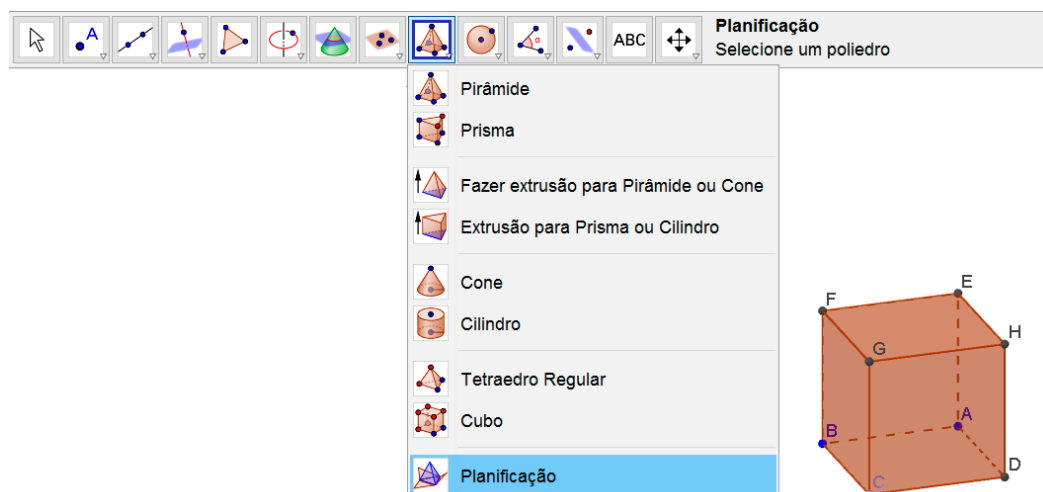 A
α
ABC
Planificação
Selecione um poliedro
Pirâmide
Prisma
Fazer extrusão para Pirâmide ou Cone
Extrusão para Prisma ou Cilindro
Cone
Cilindro
Tetraedro Regular
Cubo
Planificação
E
F
H
G
A
B
D
C